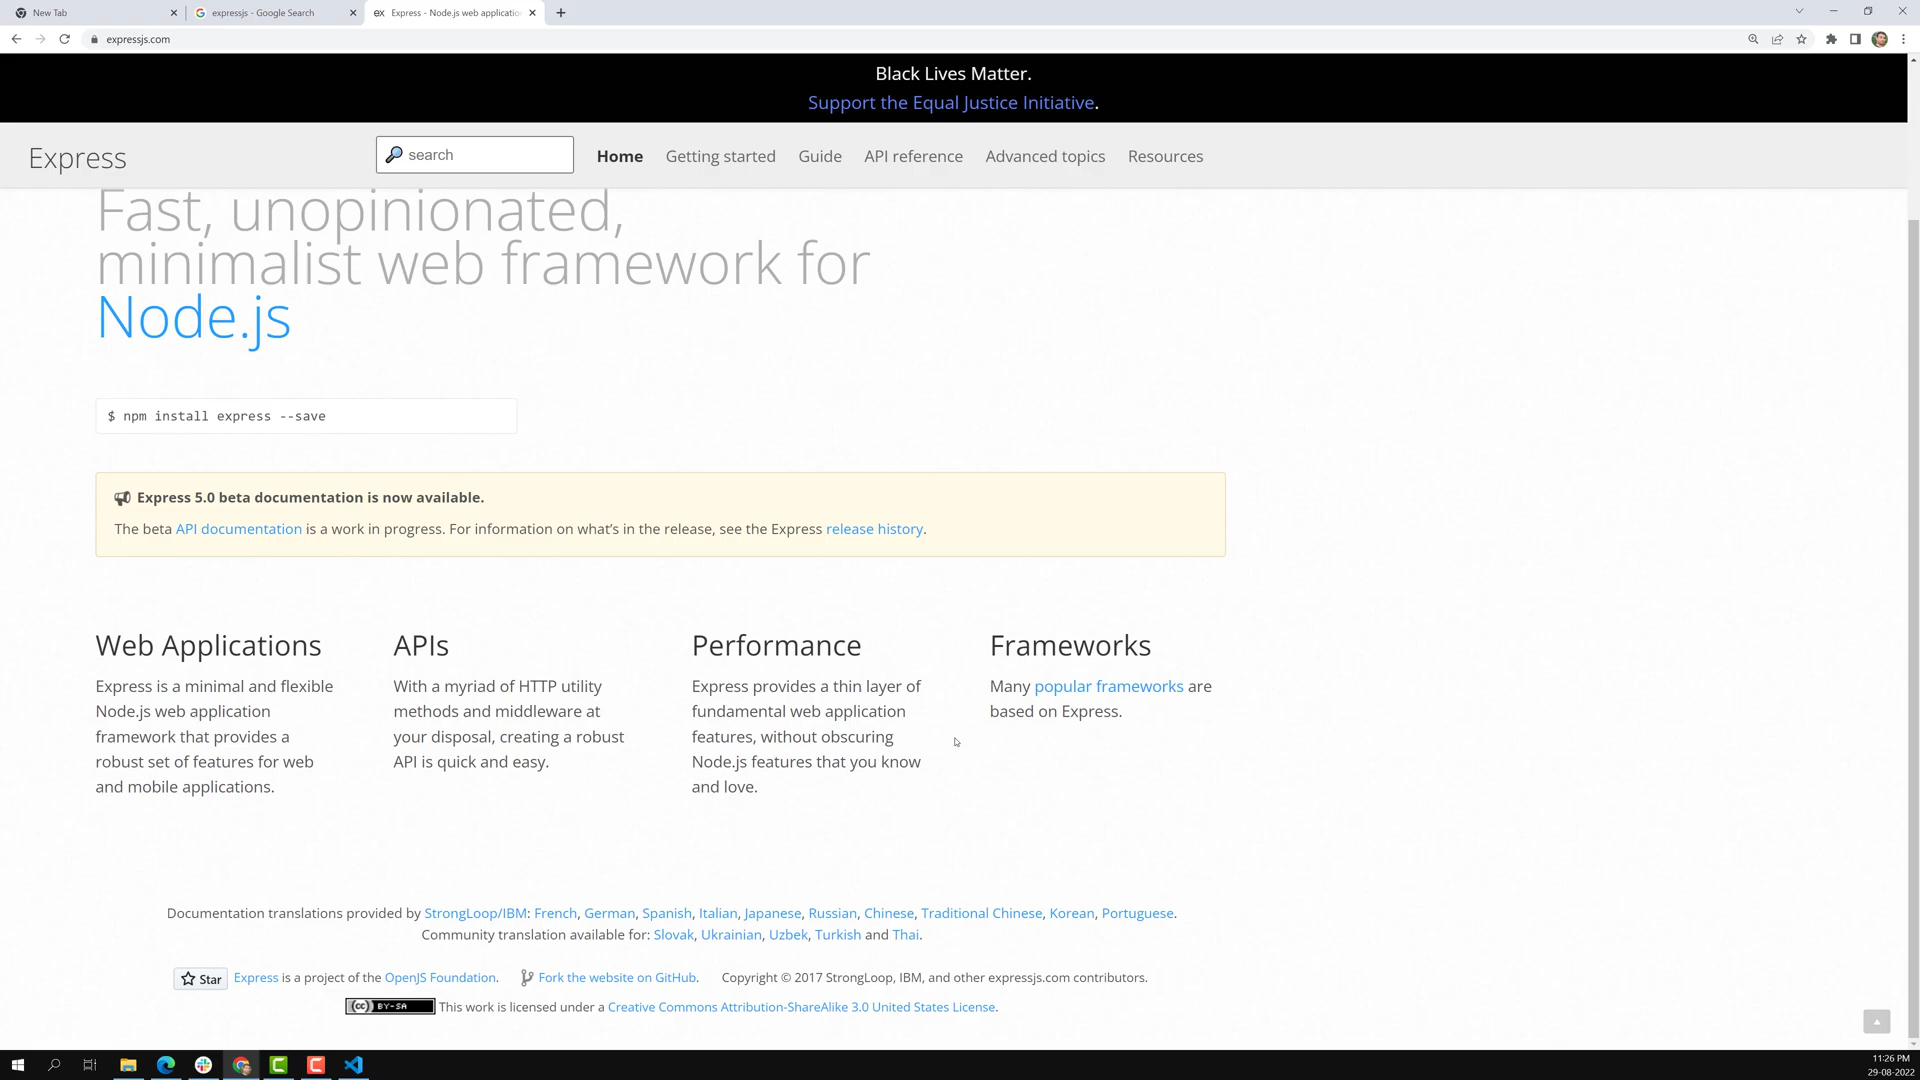 New Tab
expressjs - Google Search
EX Express - Node.js web applicatio
expressjs.com
Black Lives Matter.
Support the Equal Justice Initiative.
Express
search
Home
Getting started
Guide
API reference
Advanced topics
Resources
Fast, unopinionated,
minimalist web framework for
Node.js
$ npm install express --save
Express 5.0 beta documentation is now available.
The beta API documentation is a work in progress. For information on what's in the release, see the Express release history.
Web Applications
Express is a minimal and flexible
Node.js web application
framework that provides a
robust set of features for web
and mobile applications.
APIs
With a myriad of HTTP utility
methods and middleware at
your disposal, creating a robust
API is quick and easy.
Performance
Express provides a thin layer of
fundamental web application
features, without obscuring
Node.js features that you know
and love.
Frameworks
Many popular frameworks are
based on Express.
Documentation translations provided by StrongLoop/IBM: French, German, Spanish, Italian, Japanese, Russian, Chinese, Traditional Chinese, Korean, Portuguese.
Community translation available for: Slovak, Ukrainian, Uzbek, Turkish and Thai.
Star
Express is a project of the OpenJS Foundation.
Fork the website on GitHub.
Copyright © 2017 StrongLoop, IBM, and other expressjs.com contributors.
(cc) BY-SA
This work is licensed under a Creative Commons Attribution-ShareAlike 3.0 United States License.
11:26 PM
29-08-2022